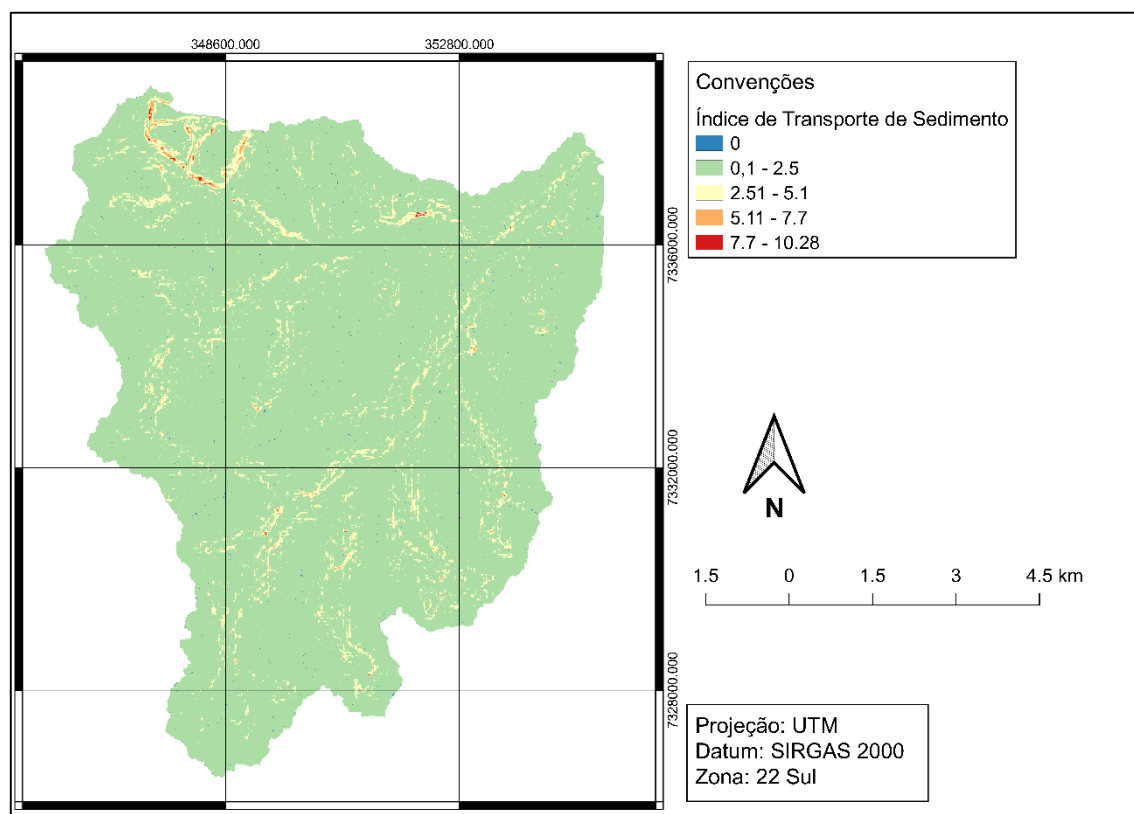 348600.000
352800.000
7336000.000
7332000.000
7328000.000
Convenções
Índice de Transporte de Sedimento
0
0,1 - 2.5
2.51 - 5.1
5.11 - 7.7
7.7 - 10.28
N
1.5 0 1.5 3 4.5 km
Projeção: UTM
Datum: SIRGAS 2000
Zona: 22 Sul